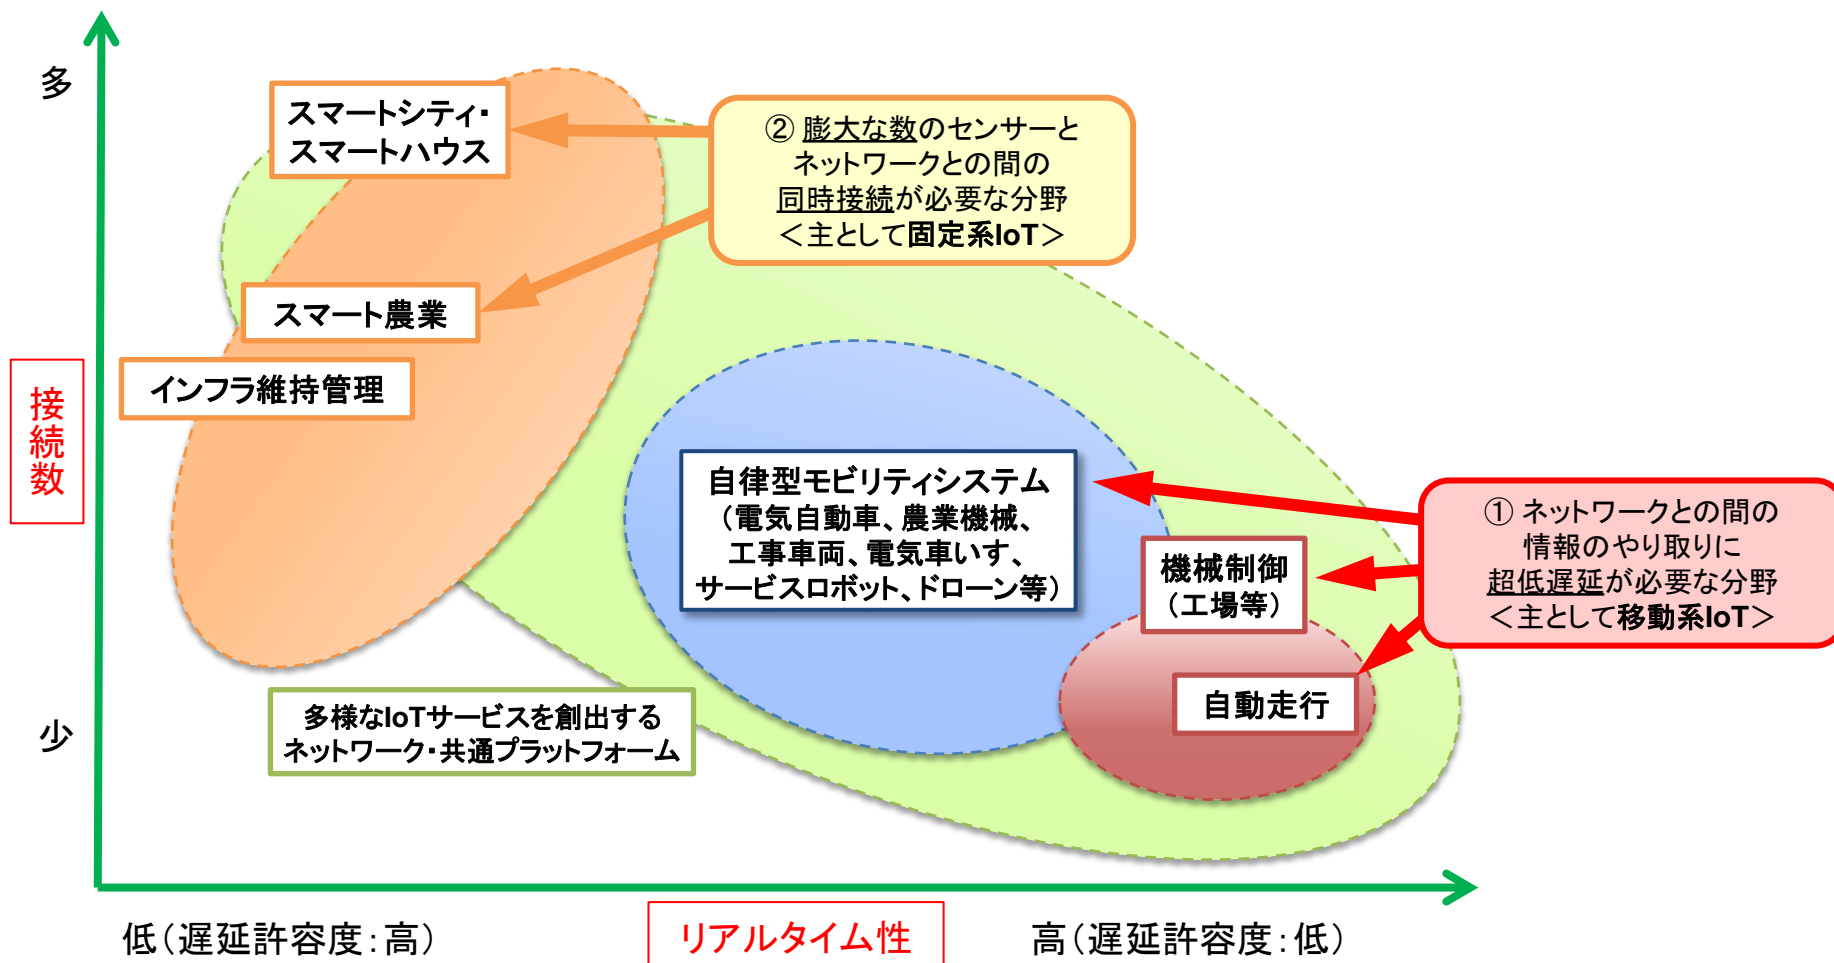 多
スマートシティ・
スマートハウス
② 膨大な数のセンサーと
ネットワークとの間の
同時接続が必要な分野
＜主として固定系IoT＞
スマート農業
インフラ維持管理
接続数
自律型モビリティシステム
（電気自動車、農業機械、
工事車両、電気車いす、
サービスロボット、ドローン等）
機械制御
（工場等）
① ネットワークとの間の
情報のやり取りに
超低遅延が必要な分野
＜主として移動系IoT＞
自動走行
多様なIoTサービスを創出する
ネットワーク・共通プラットフォーム
少
低（遅延許容度：高）
リアルタイム性
高（遅延許容度：低）